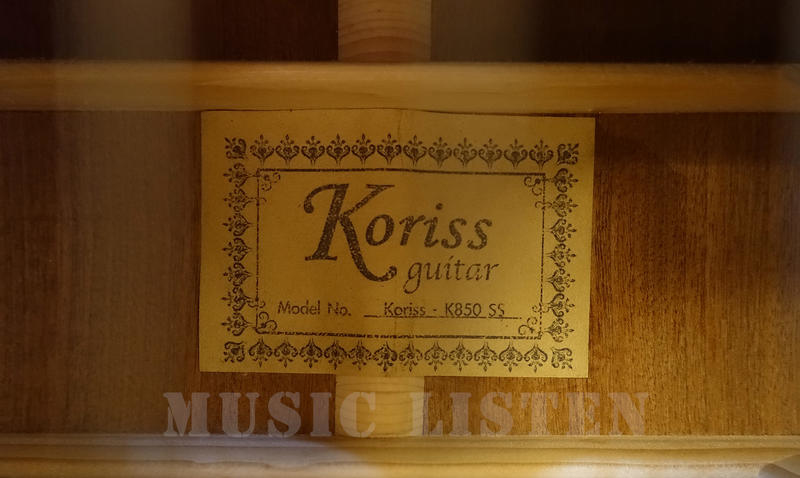 Koriss
guitar
Model No. Koriss - K850 SS
MUSIC LISTEN